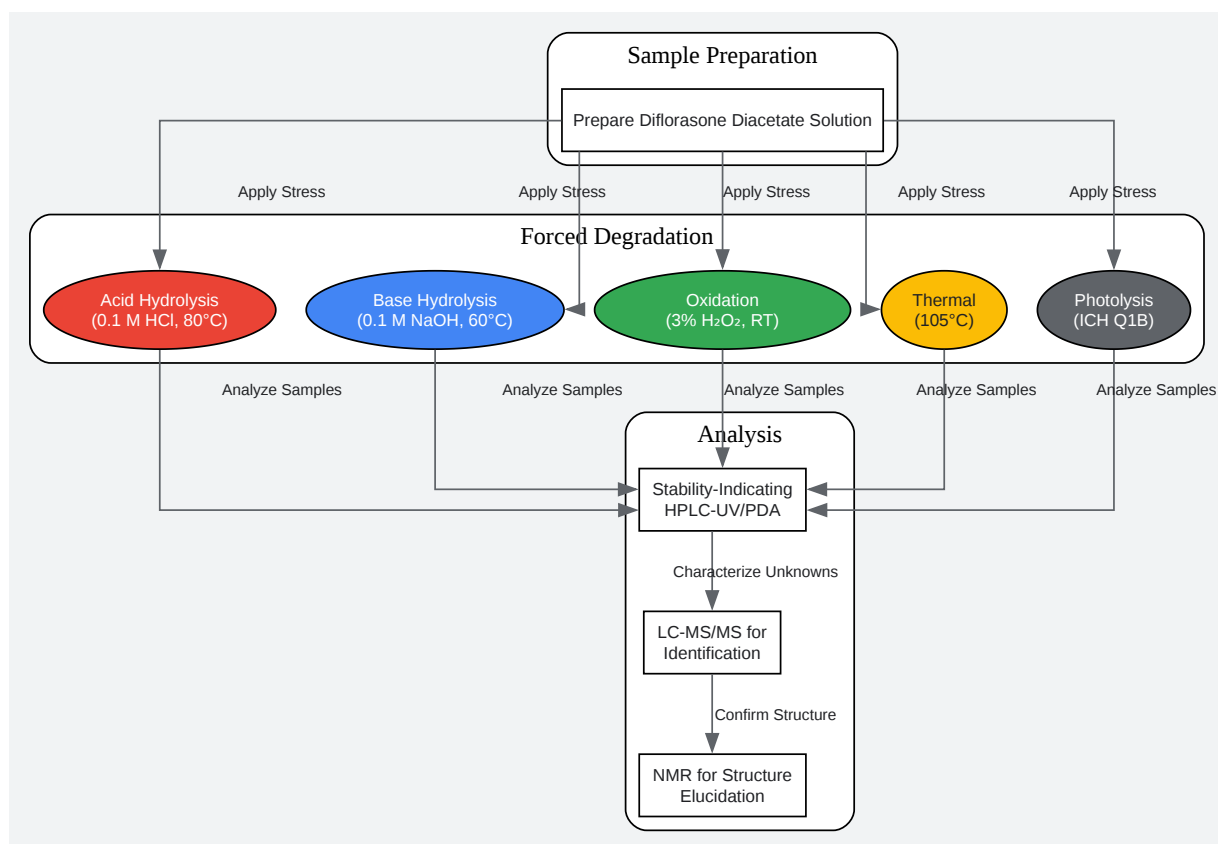 Sample Preparation
Prepare Diflorasone Diacetate Solution
Apply Stress
Apply Stress
Apply Stress
Apply Stress
Apply Stress
Forced Degradation
Acid Hydrolysis
(0.1 M HCl, 80°C)
Base Hydrolysis
(0.1 M NaOH, 60°C)
Oxidation
(3% H₂O₂, RT)
Thermal
(105°C)
Photolysis
(ICH Q1B)
Analyze Samples
Analyze Samples
Analyze Samples
Analyze Samples
Analyze Samples
Analysis
Stability-Indicating
HPLC-UV/PDA
Characterize Unknowns
LC-MS/MS for
Identification
Confirm Structure
NMR for Structure
Elucidation